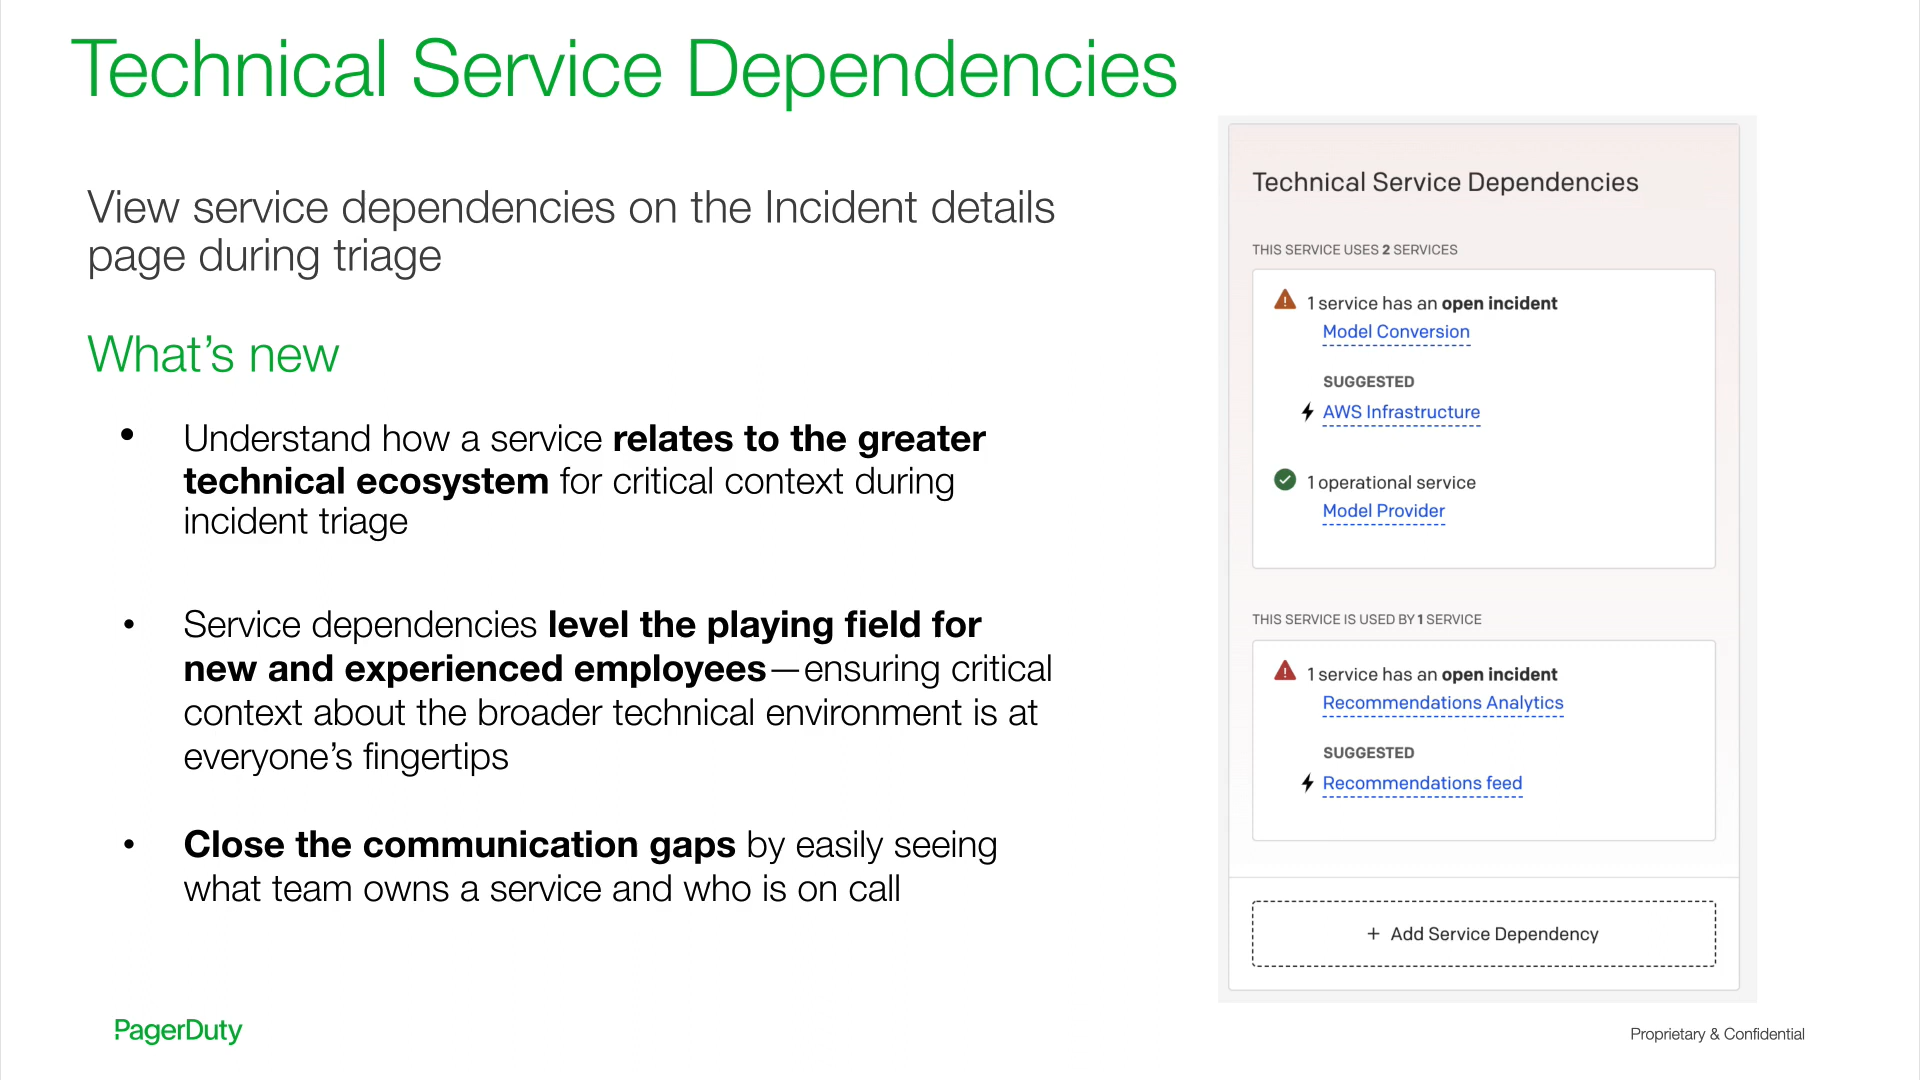 Technical Service Dependencies
View service dependencies on the Incident details
page during triage
What’s new
• Understand how a service relates to the greater
technical ecosystem for critical context during
incident triage
• Service dependencies level the playing field for
new and experienced employees—ensuring critical
context about the broader technical environment is at
everyone’s fingertips
• Close the communication gaps by easily seeing
what team owns a service and who is on call
Technical Service Dependencies
THIS SERVICE USES 2 SERVICES
1 service has an open incident
Model Conversion
SUGGESTED
AWS Infrastructure
1 operational service
Model Provider
THIS SERVICE IS USED BY 1 SERVICE
1 service has an open incident
Recommendations Analytics
SUGGESTED
Recommendations feed
+ Add Service Dependency
PagerDuty
Proprietary & Confidential